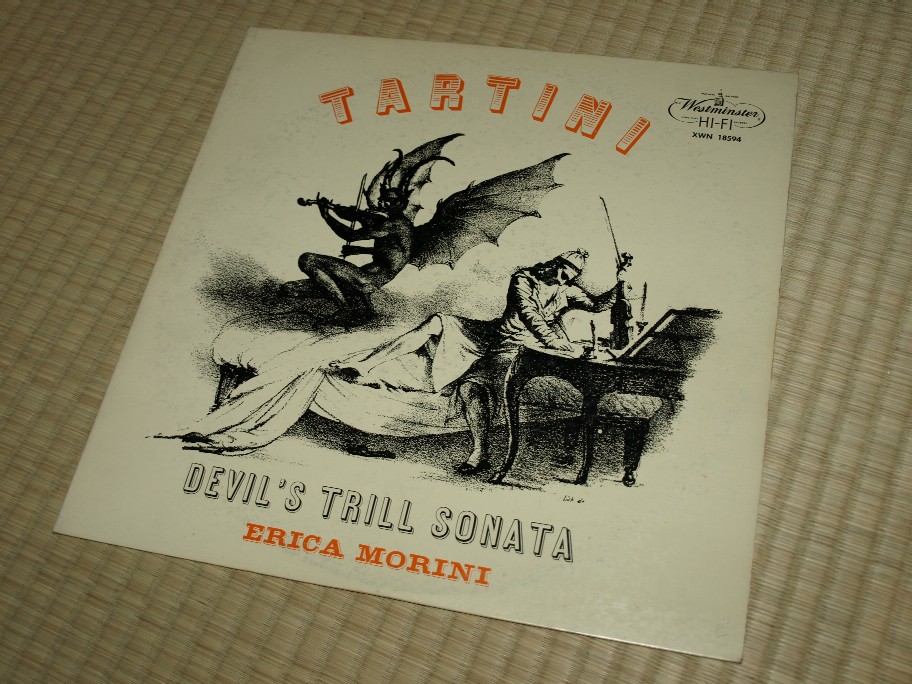 TARTINI
Westminster
HI-FI
XWN 18594
DEVIL'S TRILL SONATA
ERICA MORINI